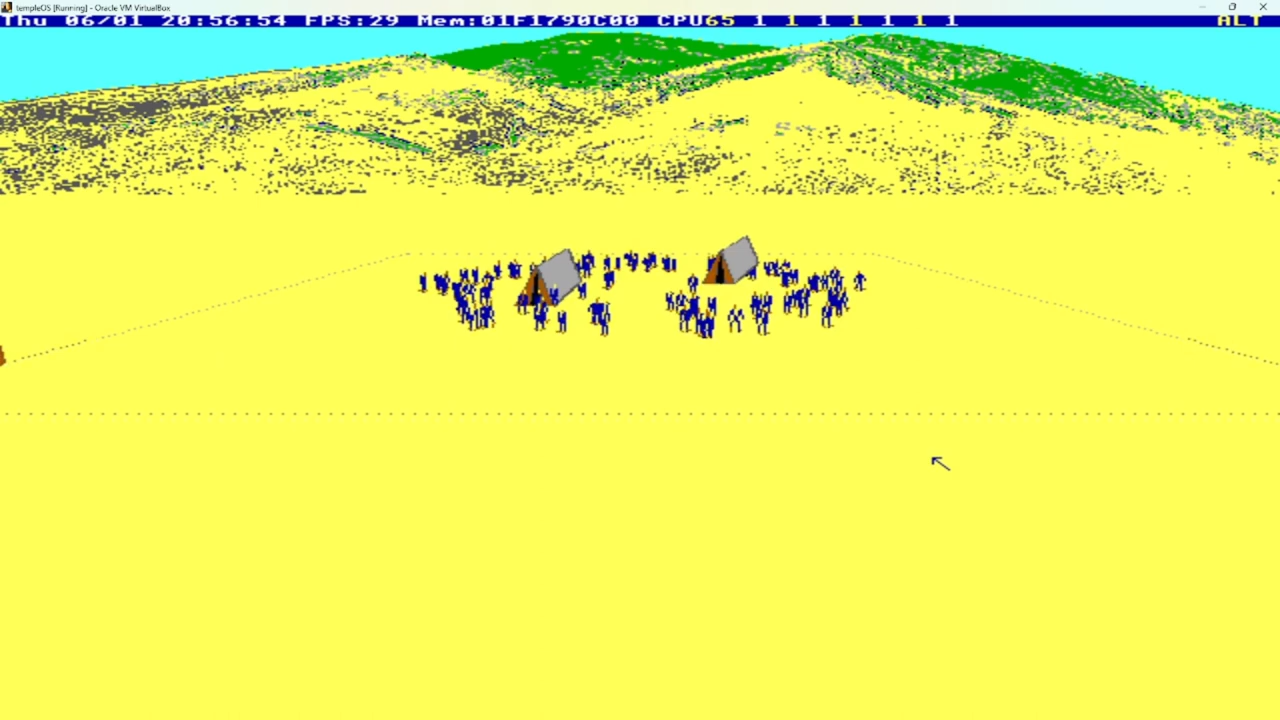 templeOS [Running] - Oracle VM VirtualBox
Thu 06/01 20:56:54 FPS:29 Mem:01F1790C00 CPU65 1 1 1 1 1 1 1 ALT